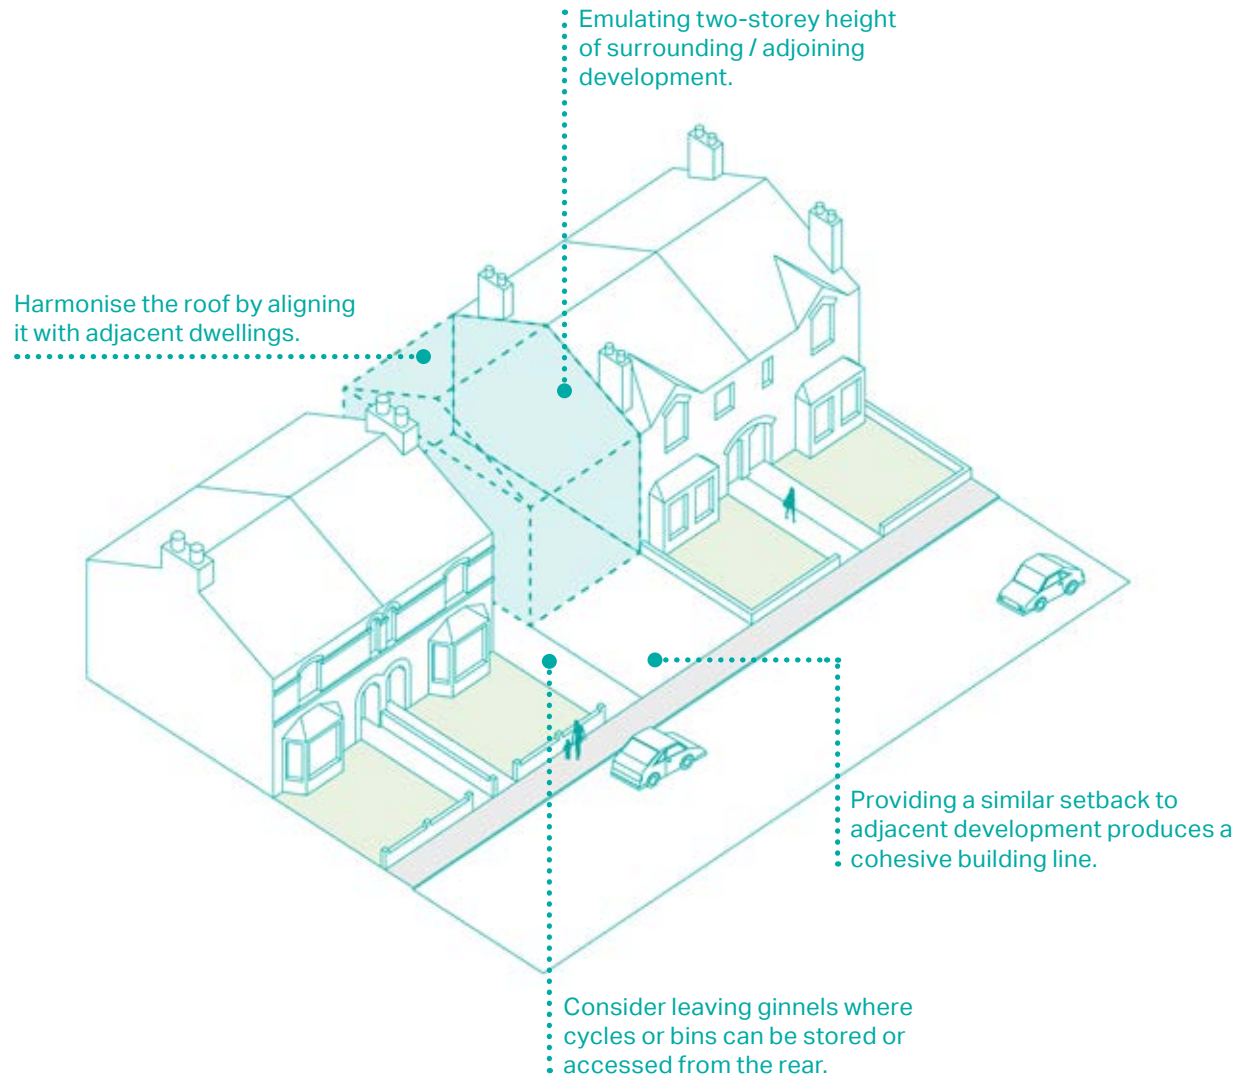 Emulating two-storey height
of surrounding / adjoining
development.
Harmonise the roof by aligning
it with adjacent dwellings.
Providing a similar setback to
adjacent development produces a
cohesive building line.
Consider leaving ginnels where
cycles or bins can be stored or
accessed from the rear.